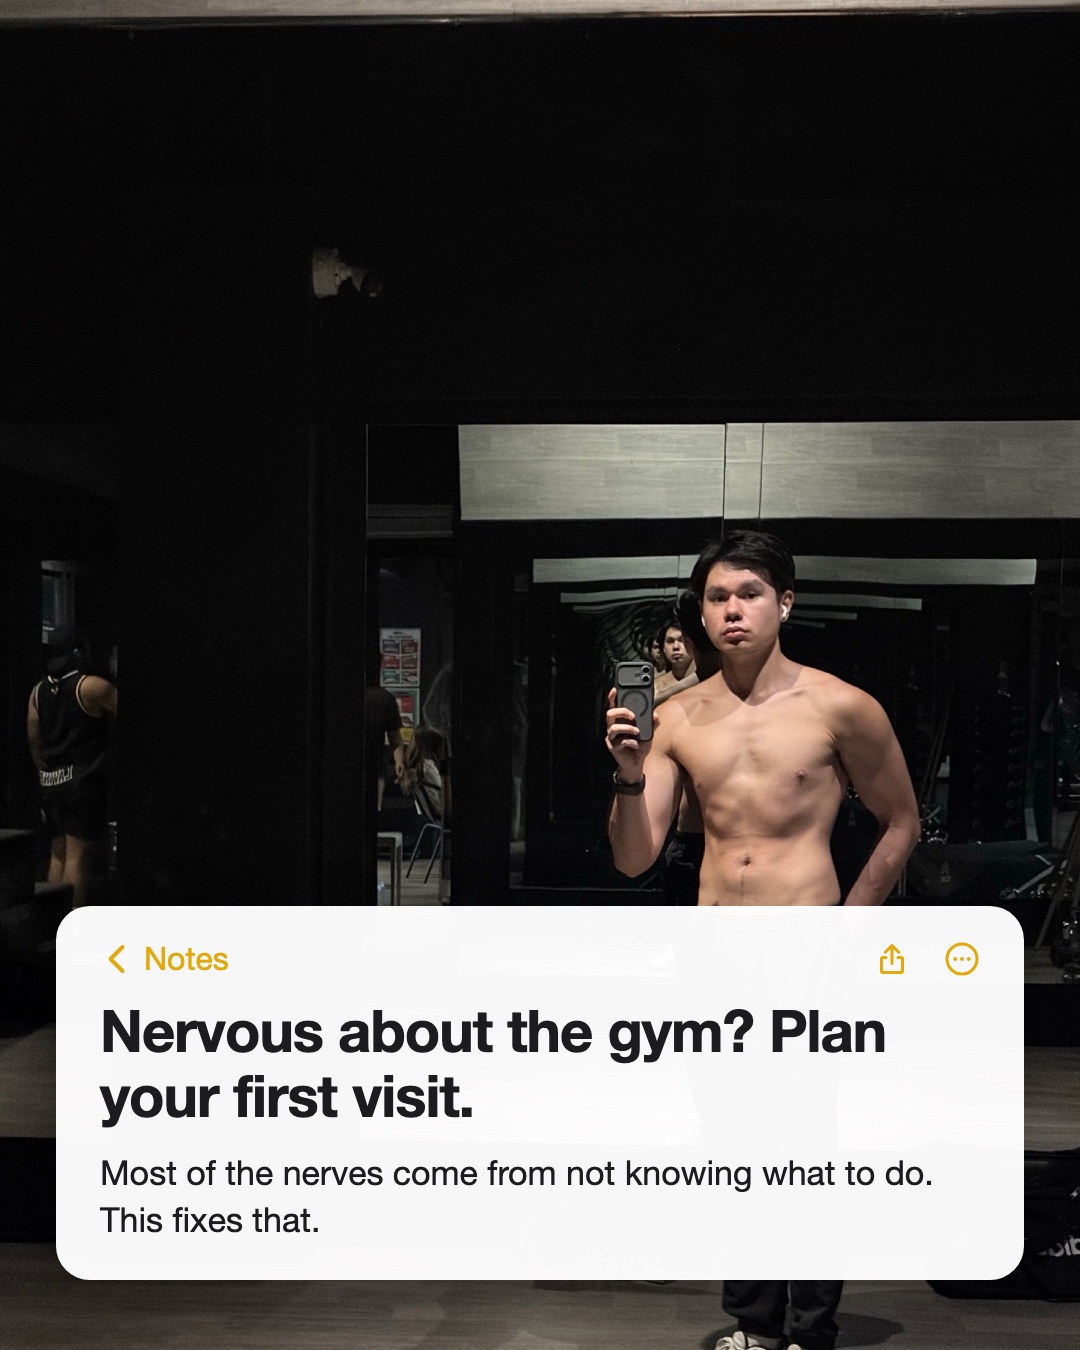 Notes
Nervous about the gym? Plan
your first visit.
Most of the nerves come from not knowing what to do.
This fixes that.